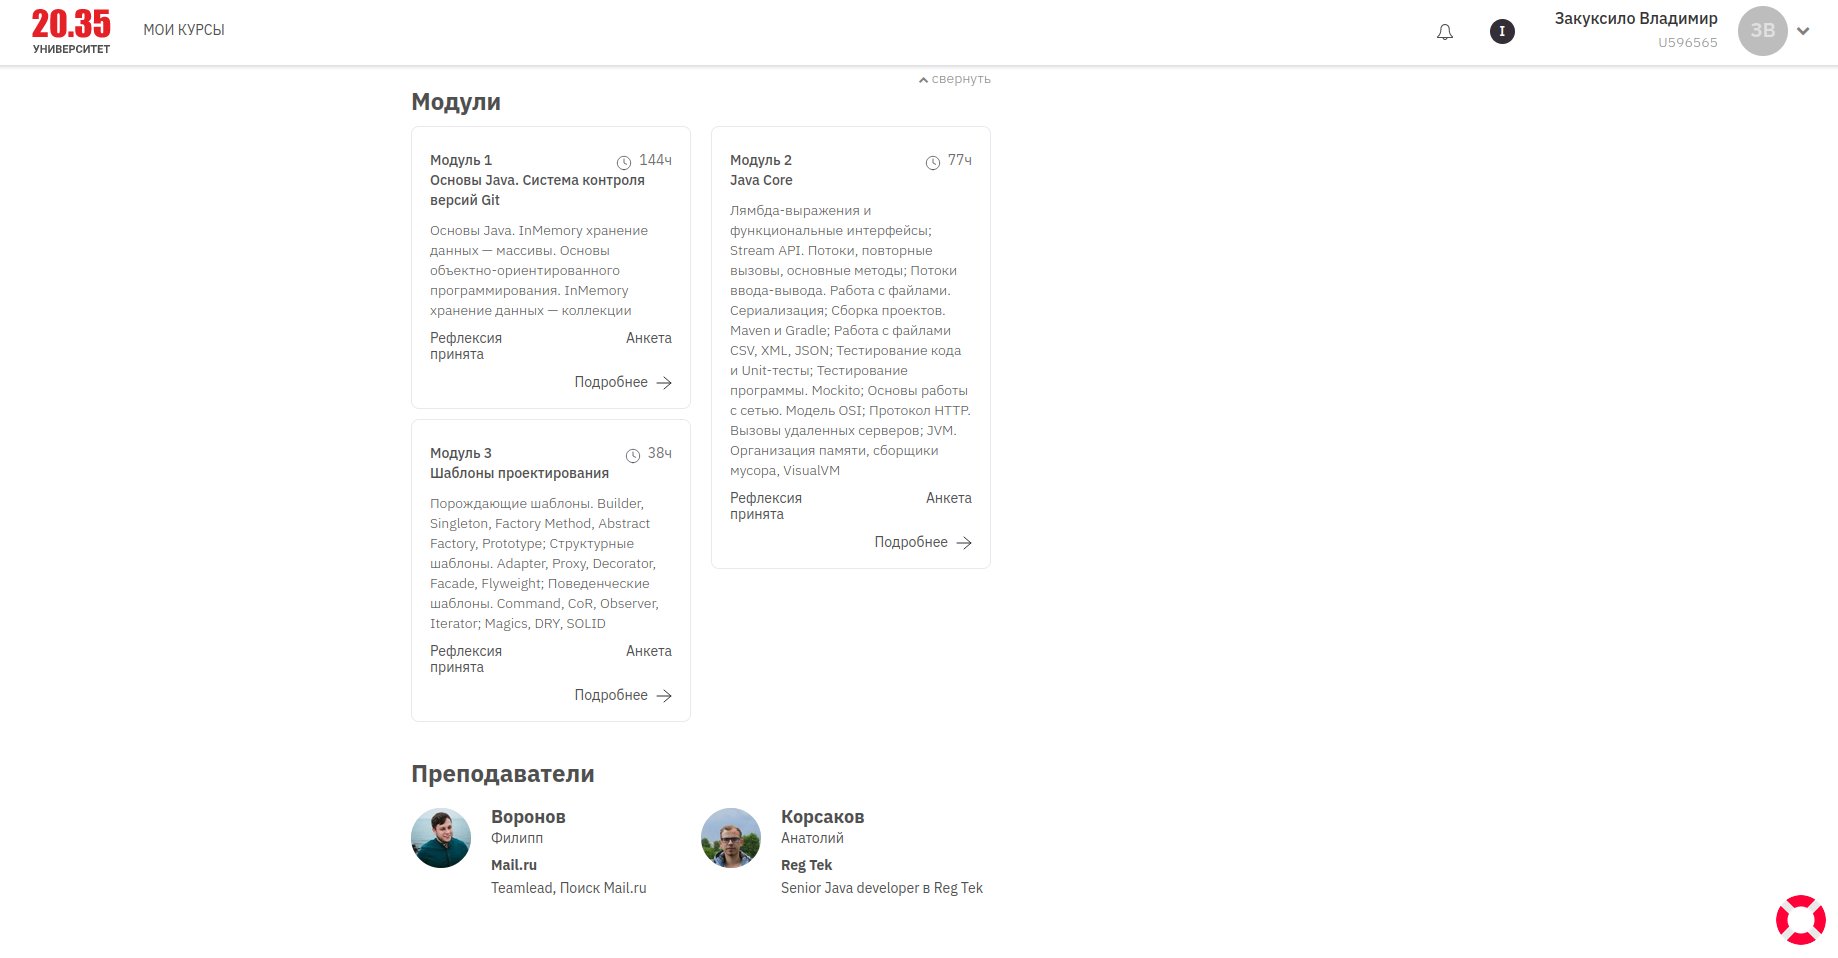 20.35
УНИВЕРСИТЕТ
МОИ КУРСЫ
I
Закуксило Владимир
U596565
ЗВ
свернуть
Модули
Модуль 1
144ч
Основы Java. Система контроля
версий Git
Основы Java. InMemory хранение
данных — массивы. Основы
объектно-ориентированного
программирования. InMemory
хранение данных — коллекции
Рефлексия
принята
Анкета
Подробнее
Модуль 2
77ч
Java Core
Лямбда-выражения и
функциональные интерфейсы;
Stream API. Потоки, повторные
вызовы, основные методы; Потоки
ввода-вывода. Работа с файлами.
Сериализация; Сборка проектов.
Maven и Gradle; Работа с файлами
CSV, XML, JSON; Тестирование кода
и Unit-тесты; Тестирование
программы. Mockito; Основы работы
с сетью. Модель OSI; Протокол HTTP.
Вызовы удаленных серверов; JVM.
Организация памяти, сборщики
мусора, VisualVM
Рефлексия
принята
Анкета
Подробнее
Модуль 3
38ч
Шаблоны проектирования
Порождающие шаблоны. Builder,
Singleton, Factory Method, Abstract
Factory, Prototype; Структурные
шаблоны. Adapter, Proxy, Decorator,
Facade, Flyweight; Поведенческие
шаблоны. Command, CoR, Observer,
Iterator; Magics, DRY, SOLID
Рефлексия
принята
Анкета
Подробнее
Преподаватели
Воронов
Филипп
Mail.ru
Teamlead, Поиск Mail.ru
Корсаков
Анатолий
Reg Tek
Senior Java developer в Reg Tek